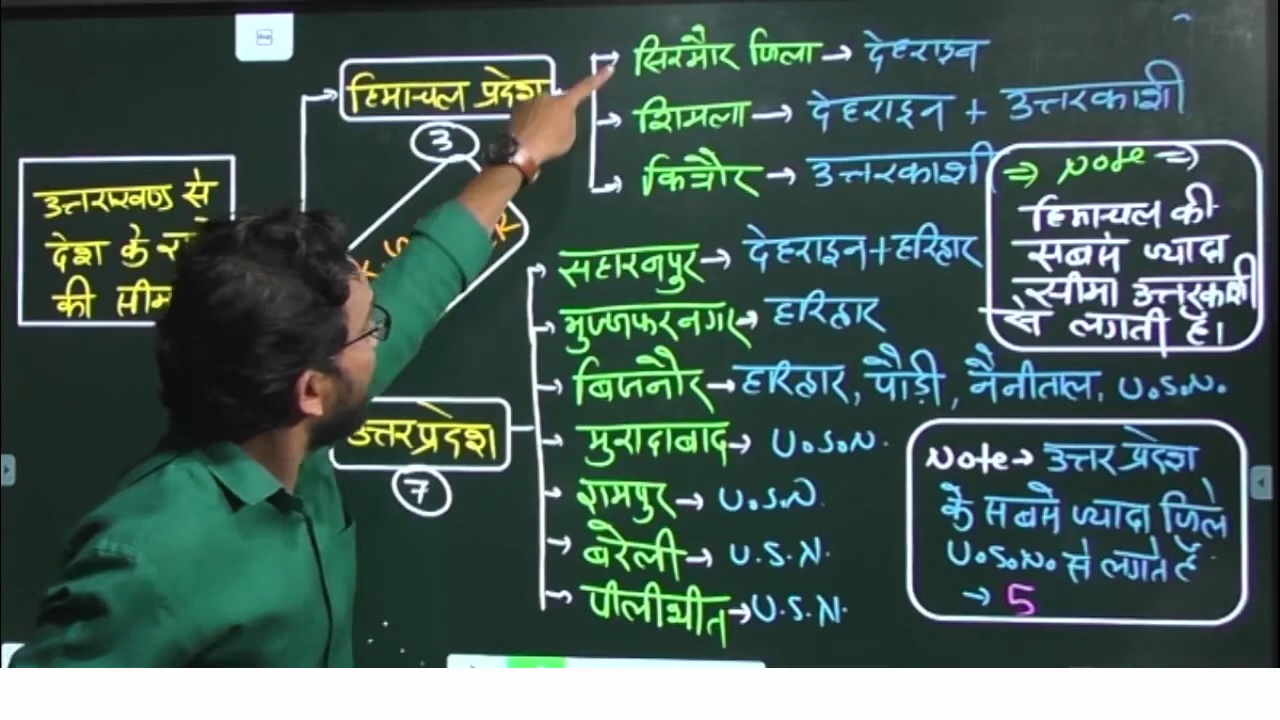 हिमाचल प्रदेश
3
सिरमौर जिला → देहरादून
शिमला → देहरादून + उत्तरकाशी
किन्नौर → उत्तरकाशी
उत्तराखण्ड से
देश के
की सीमा
⇒ Note ⇒
हिमाचल की
सबसे ज्यादा
सीमा उत्तरकाशी
से लगती है।
सहारनपुर → देहरादून + हरिद्वार
मुज्जफरनगर → हरिद्वार
बिजनौर → हरिद्वार, पौड़ी, नैनीताल, U.S.N.
उत्तरप्रदेश
7
मुरादाबाद → U.S.N.
रामपुर → U.S.N.
बरेली → U.S.N.
पीलीभीत → U.S.N.
Note → उत्तर प्रदेश
के सबसे ज्यादा जिले
U.S.N. से लगते हैं
→ 5